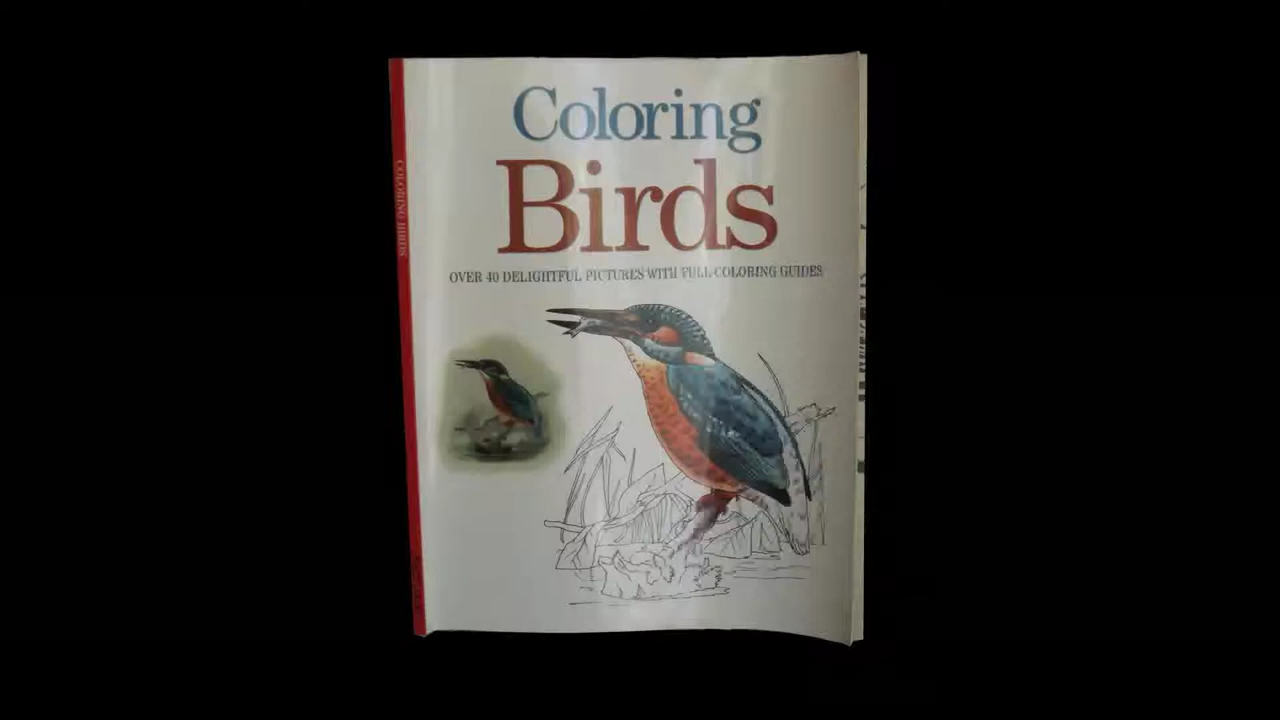 Coloring
Birds
OVER 40 DELIGHTFUL PICTURES WITH FULL COLORING GUIDES
COLORING BIRDS